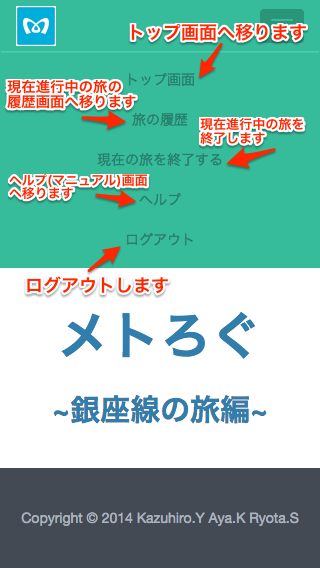 トップ画面へ移ります
トップ画面
現在進行中の旅の
履歴画面へ移ります
旅の履歴
現在進行中の旅を
終了します
現在の旅を終了する
ヘルプ(マニュアル)画面
へ移ります
ヘルプ
ログアウト
ログアウトします
メトろぐ
~銀座線の旅編~
Copyright © 2014 Kazuhiro.Y Aya.K Ryota.S